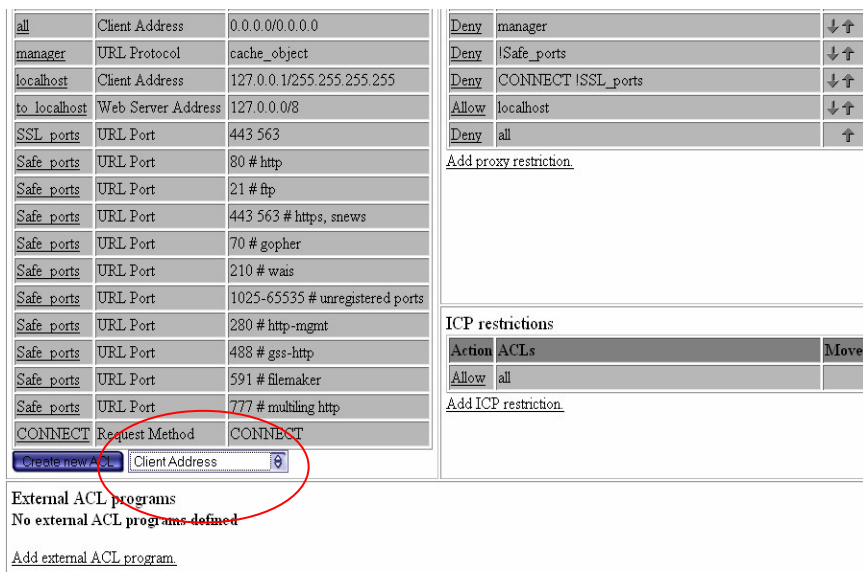 all Client Address 0.0.0.0/0.0.0.0
manager URL Protocol cache_object
localhost Client Address 127.0.0.1/255.255.255.255
to_localhost Web Server Address 127.0.0.0/8
SSL_ports URL Port 443 563
Safe_ports URL Port 80 # http
Safe_ports URL Port 21 # ftp
Safe_ports URL Port 443 563 # https, snews
Safe_ports URL Port 70 # gopher
Safe_ports URL Port 210 # wais
Safe_ports URL Port 1025-65535 # unregistered ports
Safe_ports URL Port 280 # http-mgmt
Safe_ports URL Port 488 # gss-http
Safe_ports URL Port 591 # filemaker
Safe_ports URL Port 777 # multiling http
CONNECT Request Method CONNECT
Create new ACL Client Address
Deny manager
Deny !Safe_ports
Deny CONNECT !SSL_ports
Allow localhost
Deny all
Add proxy restriction.
ICP restrictions
Action ACLs Move
Allow all
Add ICP restriction.
External ACL programs
No external ACL programs defined
Add external ACL program.